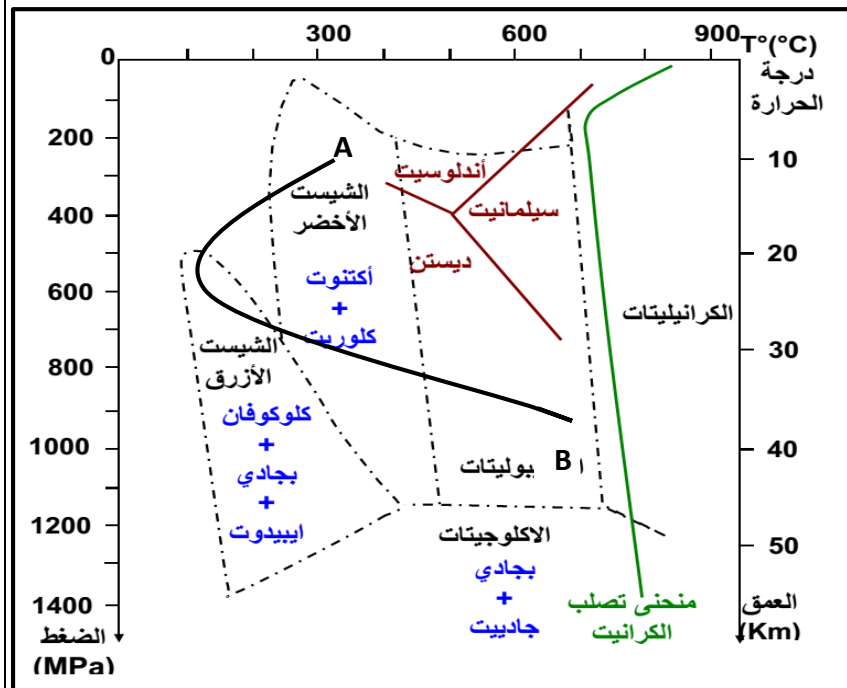 0 300 600 900 T°(°C)
0
درجة
الحرارة
200
A
10
أندلوسيت
الشيست
الأخضر
سيلمانيت
400
20
ديستن
أكتنوت
+
كلوريت
600
الكرانيليتات
الشيست
الأزرق
30
800
كلوكوفان
+
بجادي
+
ايبيدوت
B
بوليتات
1000
40
1200
الاكلوجيتات
بجادي
+
جادييت
50
1400
منحنى تصلب
الكرانيت
العمق
(Km)
الضغط
(MPa)